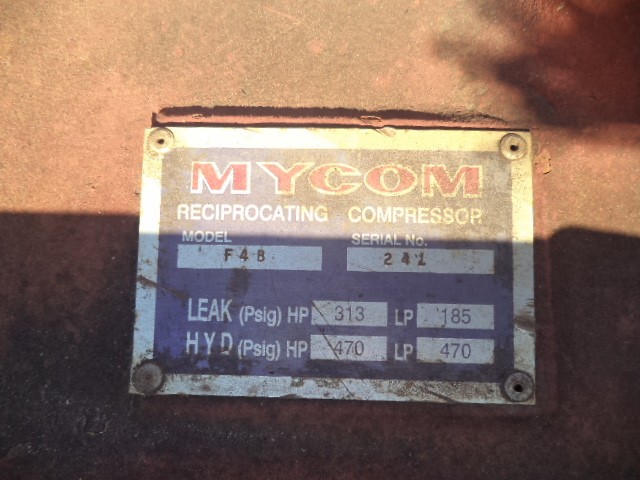 MYCOM
RECIPROCATING COMPRESSOR
MODEL SERIAL No.
F4B 241
LEAK (Psig) HP 313 LP 185
HYD (Psig) HP 470 LP 470